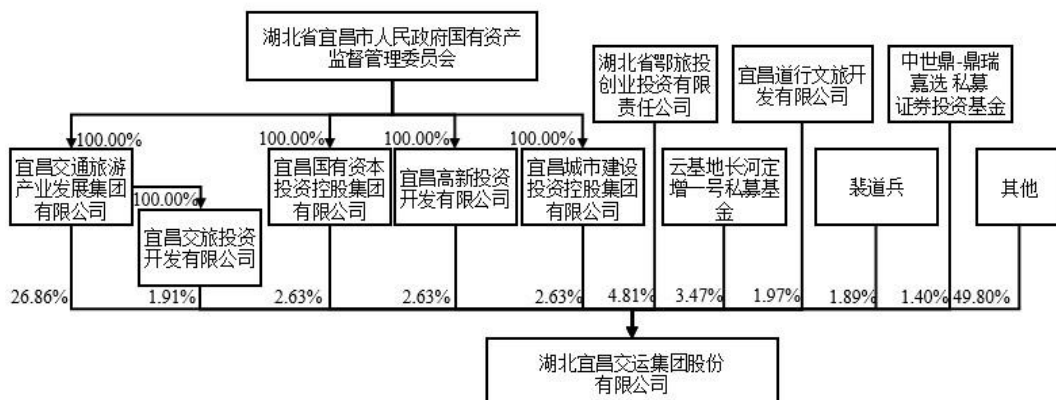 湖北省宜昌市人民政府国有资产
监督管理委员会
湖北省鄂旅投
创业投资有限
责任公司
宜昌道行文旅开
发有限公司
中世鼎-鼎瑞
嘉选 私募
证券投资基金
100.00%
100.00%
100.00%
100.00%
宜昌交通旅游
产业发展集团
有限公司
宜昌国有资本
投资控股集团
有限公司
宜昌高新投资
开发有限公司
宜昌城市建设
投资控股集团
有限公司
云基地长河定
增一号私募基
金
裴道兵
其他
100.00%
宜昌交旅投资
开发有限公司
26.86%
1.91%
2.63%
2.63%
2.63%
4.81%
3.47%
1.97%
1.89%
1.40%
49.80%
湖北宜昌交运集团股份
有限公司